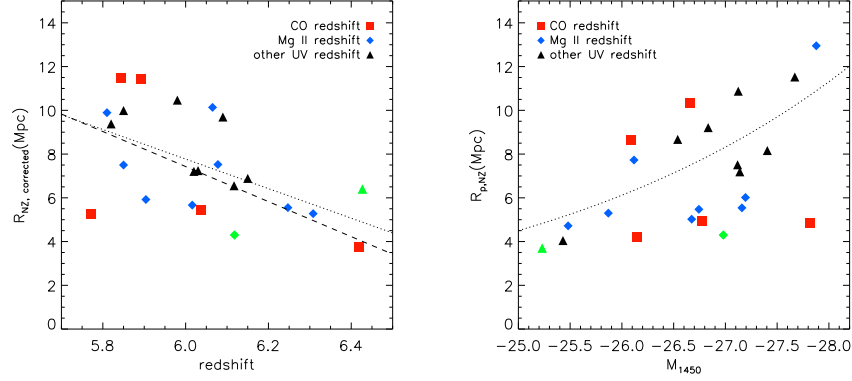 14
12
10
8
6
4
2
0
R_NZ, corrected(Mpc)
CO redshift
Mg II redshift
other UV redshift
5.8 6.0 6.2 6.4
redshift
14
12
10
8
6
4
2
0
R_p,NZ(Mpc)
CO redshift
Mg II redshift
other UV redshift
−25.0 −25.5 −26.0 −26.5 −27.0 −27.5 −28.0
M_1450